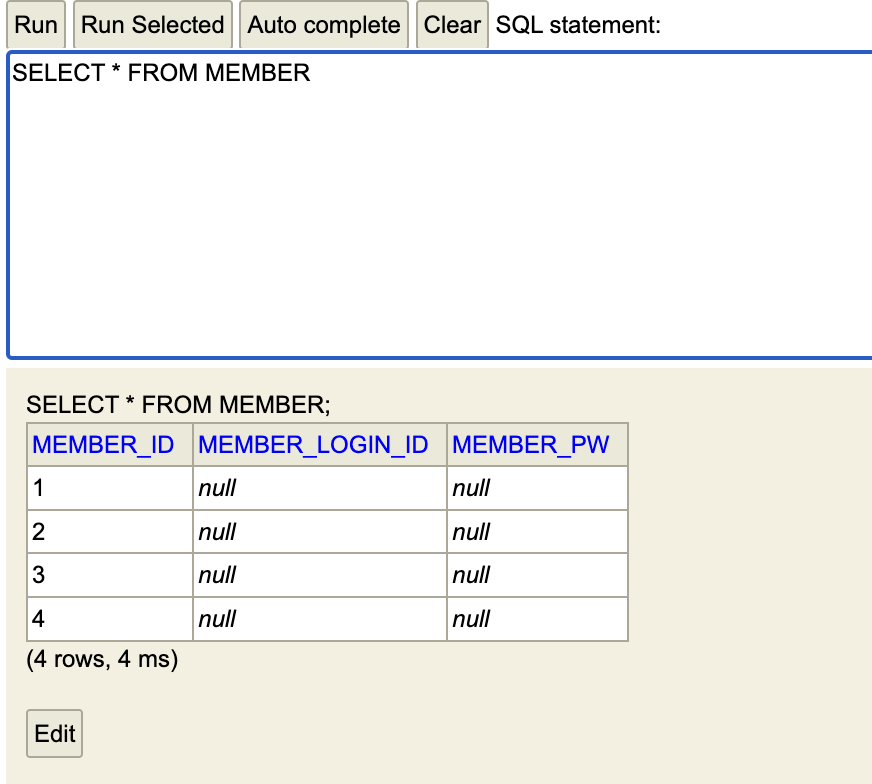 Run Run Selected Auto complete Clear SQL statement:
SELECT * FROM MEMBER
SELECT * FROM MEMBER;
MEMBER_ID MEMBER_LOGIN_ID MEMBER_PW
1 null null
2 null null
3 null null
4 null null
(4 rows, 4 ms)
Edit